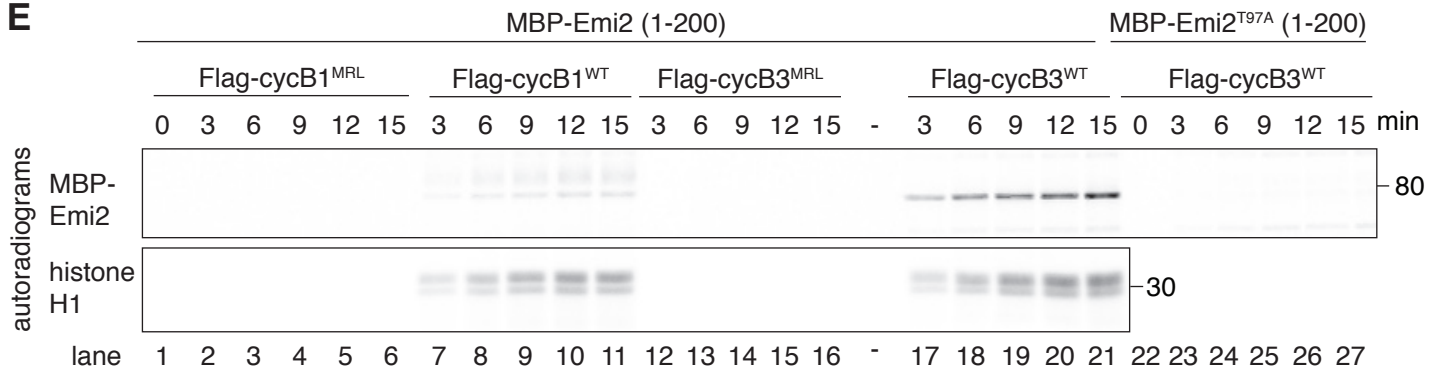 E
MBP-Emi2 (1-200) MBP-Emi2T97A (1-200)
Flag-cycB1MRL Flag-cycB1WT Flag-cycB3MRL Flag-cycB3WT Flag-cycB3WT
0 3 6 9 12 15 3 6 9 12 15 3 6 9 12 15 - 3 6 9 12 15 0 3 6 9 12 15 min
autoradiograms
MBP-
Emi2
80
histone
H1
30
lane 1 2 3 4 5 6 7 8 9 10 11 12 13 14 15 16 - 17 18 19 20 21 22 23 24 25 26 27